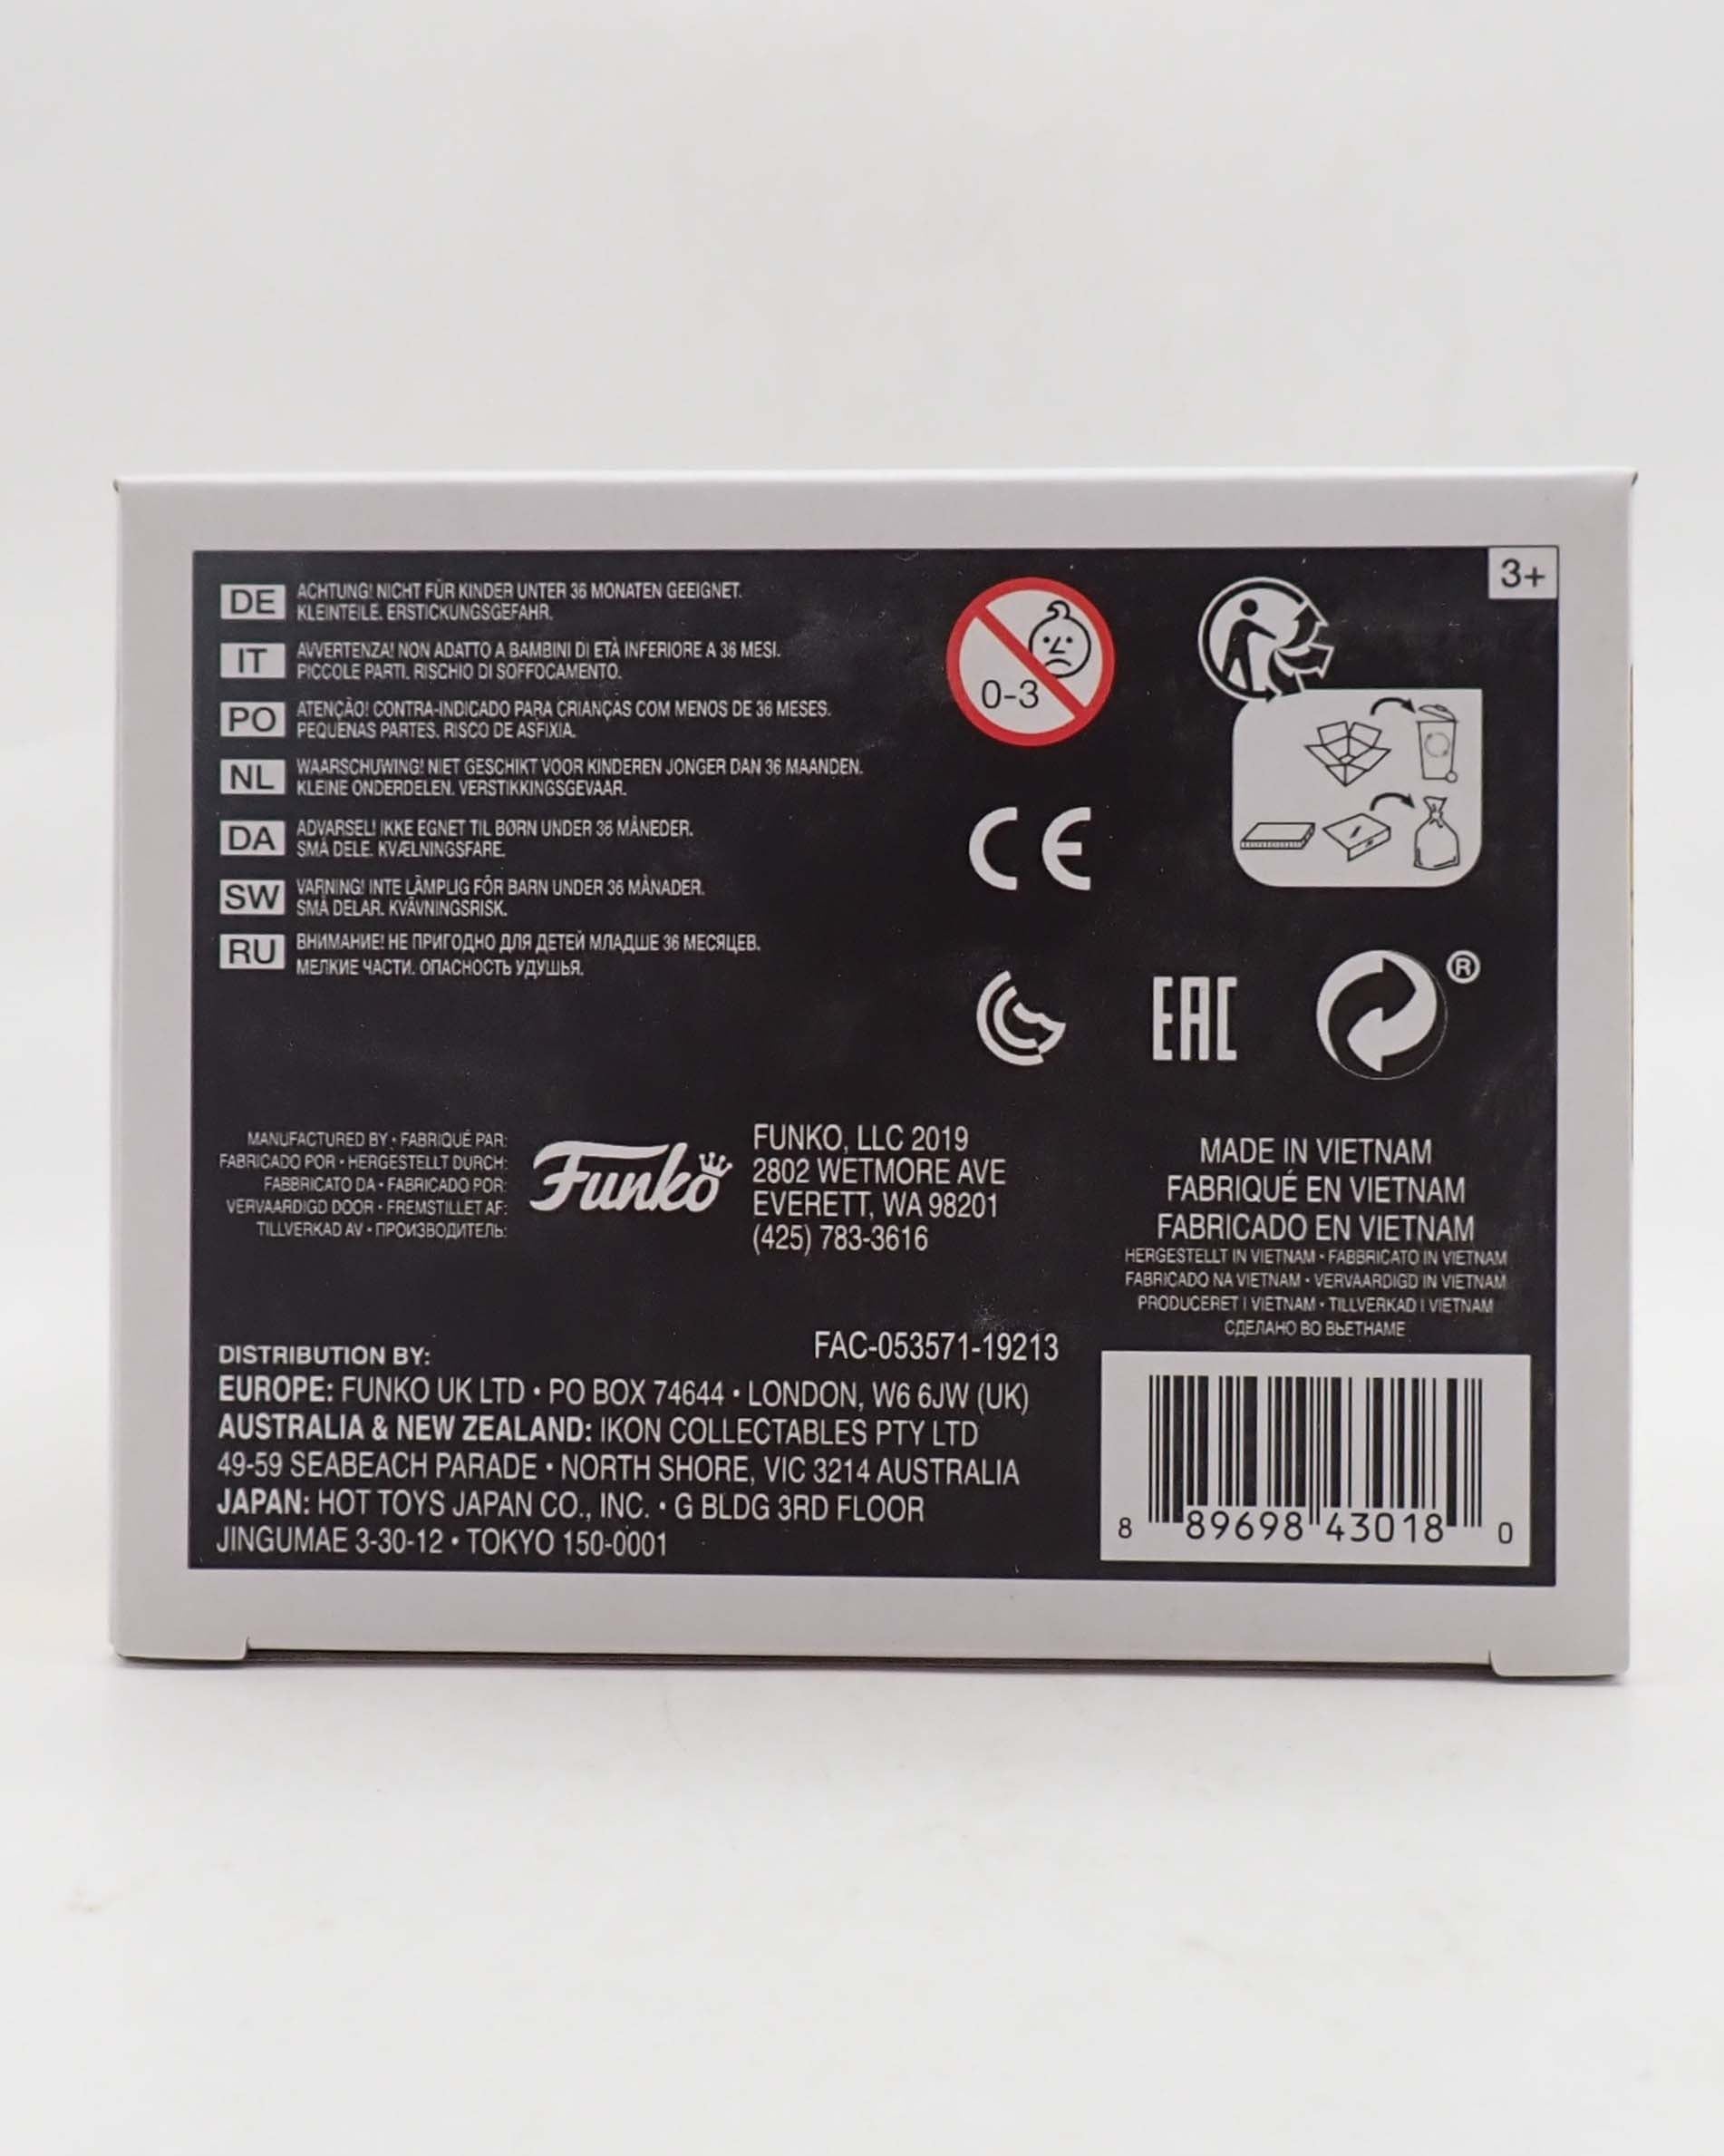 3+
DE
ACHTUNG! NICHT FÜR KINDER UNTER 36 MONATEN GEEIGNET.
KLEINTEILE. ERSTICKUNGSGEFAHR.
IT
AVVERTENZA! NON ADATTO A BAMBINI DI ETÀ INFERIORE A 36 MESI.
PICCOLE PARTI. RISCHIO DI SOFFOCAMENTO.
PO
ATENÇÃO! CONTRA-INDICADO PARA CRIANÇAS COM MENOS DE 36 MESES.
PEQUENAS PARTES. RISCO DE ASFIXIA.
NL
WAARSCHUWING! NIET GESCHIKT VOOR KINDEREN JONGER DAN 36 MAANDEN.
KLEINE ONDERDELEN. VERSTIKKINGSGEVAAR.
DA
ADVARSEL! IKKE EGNET TIL BØRN UNDER 36 MÅNEDER.
SMÅ DELE. KVÆLNINGSFARE.
SW
VARNING! INTE LÄMPLIG FÖR BARN UNDER 36 MÅNADER.
SMÅ DELAR. KVÄVNINGSRISK.
RU
ВНИМАНИЕ! НЕ ПРИГОДНО ДЛЯ ДЕТЕЙ МЛАДШЕ 36 МЕСЯЦЕВ.
МЕЛКИЕ ЧАСТИ. ОПАСНОСТЬ УДУШЬЯ.
0-3
CE
EAC
®
MANUFACTURED BY • FABRIQUÉ PAR:
FABRICADO POR • HERGESTELLT DURCH:
FABBRICATO DA • FABRICADO POR:
VERVAARDIGD DOOR • FREMSTILLET AF:
TILLVERKAD AV • ПРОИЗВОДИТЕЛЬ:
Funko
FUNKO, LLC 2019
2802 WETMORE AVE
EVERETT, WA 98201
(425) 783-3616
MADE IN VIETNAM
FABRIQUÉ EN VIETNAM
FABRICADO EN VIETNAM
HERGESTELLT IN VIETNAM • FABBRICATO IN VIETNAM
FABRICADO NA VIETNAM • VERVAARDIGD IN VIETNAM
PRODUCERET I VIETNAM • TILLVERKAD I VIETNAM
СДЕЛАНО ВО ВЬЕТНАМЕ
FAC-053571-19213
DISTRIBUTION BY:
EUROPE: FUNKO UK LTD • PO BOX 74644 • LONDON, W6 6JW (UK)
AUSTRALIA & NEW ZEALAND: IKON COLLECTABLES PTY LTD
49-59 SEABEACH PARADE • NORTH SHORE, VIC 3214 AUSTRALIA
JAPAN: HOT TOYS JAPAN CO., INC. • G BLDG 3RD FLOOR
JINGUMAE 3-30-12 • TOKYO 150-0001
8 89698 43018 0